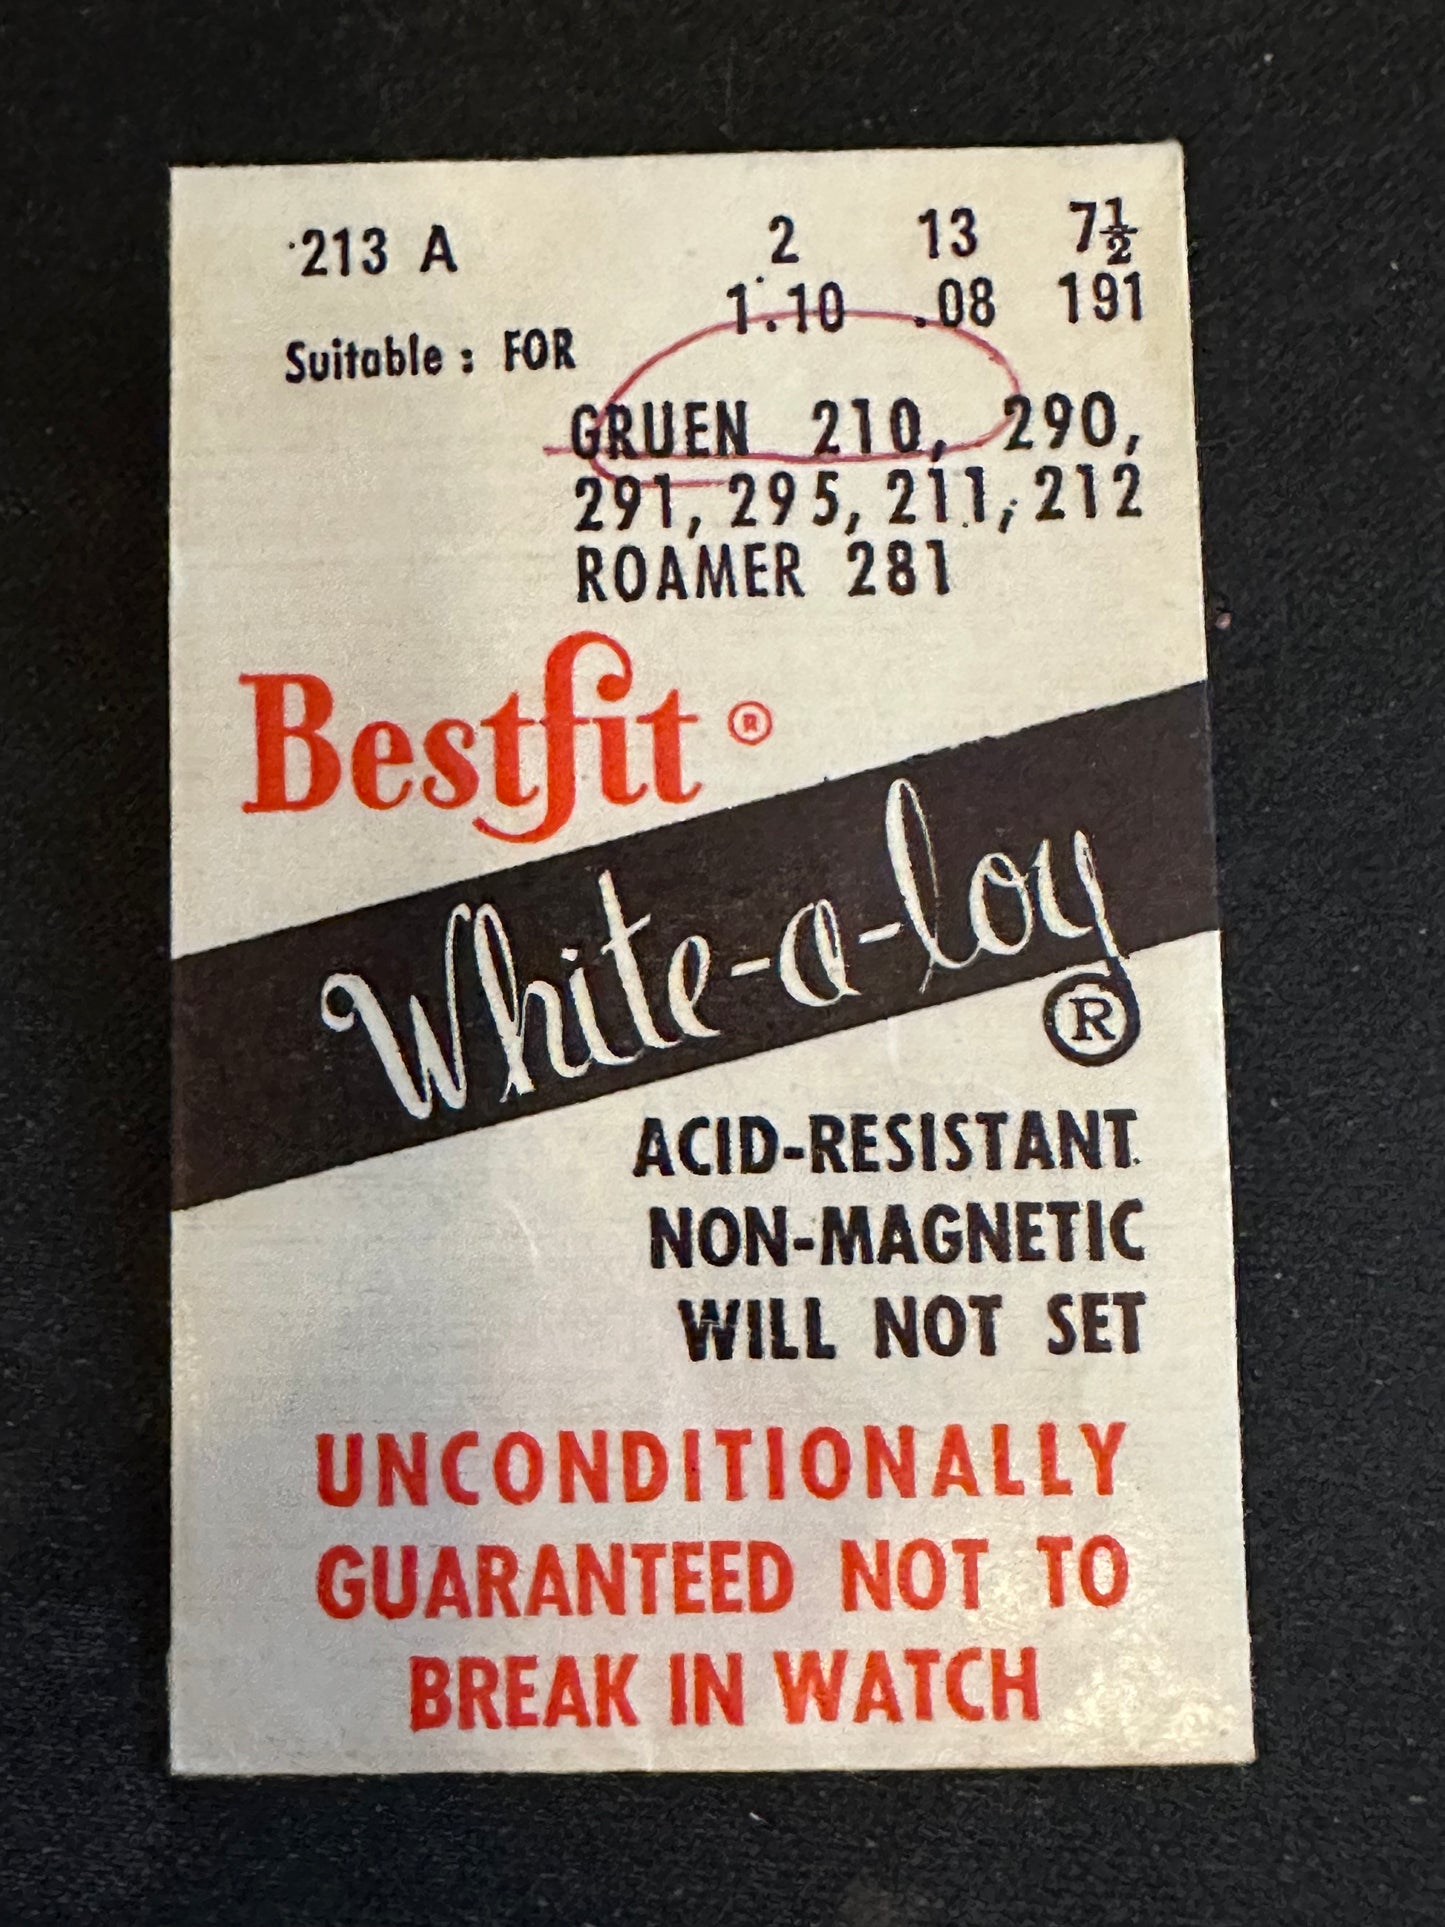 213 A 2 13 7½
1.10 .08 191
Suitable : FOR
GRUEN 210, 290,
291, 295, 211, 212
ROAMER 281
Bestfit ®
White-a-loy
®
ACID-RESISTANT
NON-MAGNETIC
WILL NOT SET
UNCONDITIONALLY
GUARANTEED NOT TO
BREAK IN WATCH